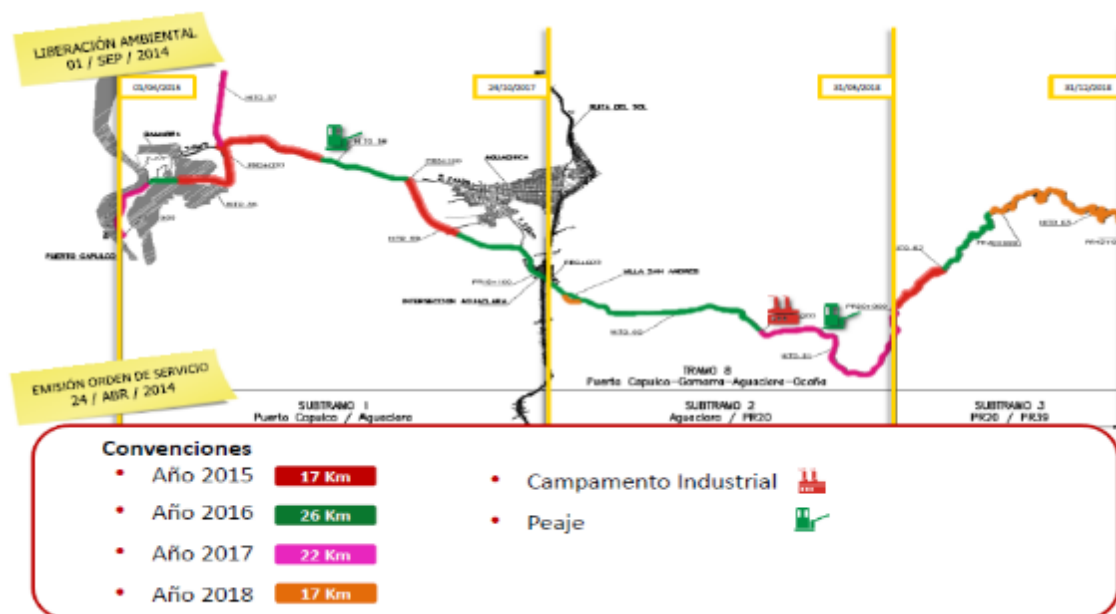 LIBERACIÓN AMBIENTAL
01 / SEP / 2014
24/10/2017
31/12/2018
RUTA DEL SOL
AGUACHICA
PUERTO CAPULCO
INTERSECCION AGUACLARA
VILLA SAN ANDRES
TRAMO 8
Puerto Capulco-Gamarra-Aguaclara-Ocaña
EMISIÓN ORDEN DE SERVICIO
24 / ABR / 2014
SUBTRAMO 1
Puerto Capulco / Aguaclara
SUBTRAMO 2
Aguaclara / PR20
SUBTRAMO 3
PR20 / PR39
Convenciones
• Año 2015 17 Km
• Año 2016 26 Km
• Año 2017 22 Km
• Año 2018 17 Km
• Campamento Industrial
• Peaje